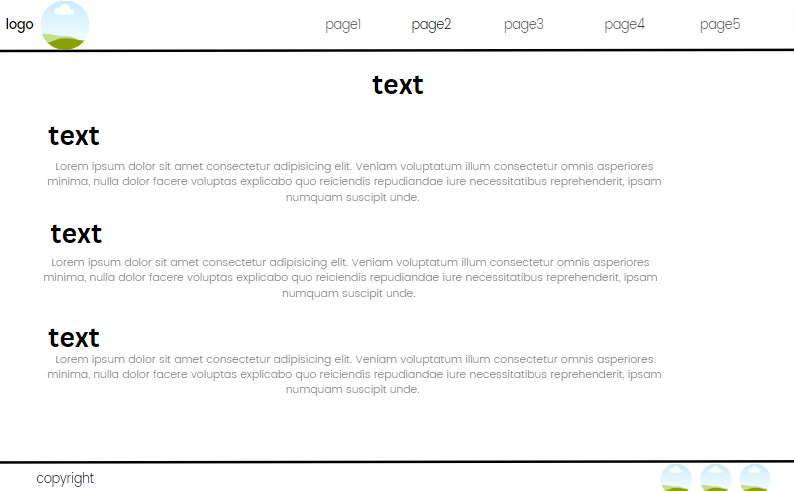 logo
page1 page2 page3 page4 page5
text
text
Lorem ipsum dolor sit amet consectetur adipisicing elit. Veniam voluptatum illum consectetur omnis asperiores
minima, nulla dolor facere voluptas explicabo quo reiciendis repudiandae iure necessitatibus reprehenderit, ipsam
numquam suscipit unde.
text
Lorem ipsum dolor sit amet consectetur adipisicing elit. Veniam voluptatum illum consectetur omnis asperiores
minima, nulla dolor facere voluptas explicabo quo reiciendis repudiandae iure necessitatibus reprehenderit, ipsam
numquam suscipit unde.
text
Lorem ipsum dolor sit amet consectetur adipisicing elit. Veniam voluptatum illum consectetur omnis asperiores
minima, nulla dolor facere voluptas explicabo quo reiciendis repudiandae iure necessitatibus reprehenderit, ipsam
numquam suscipit unde.
copyright